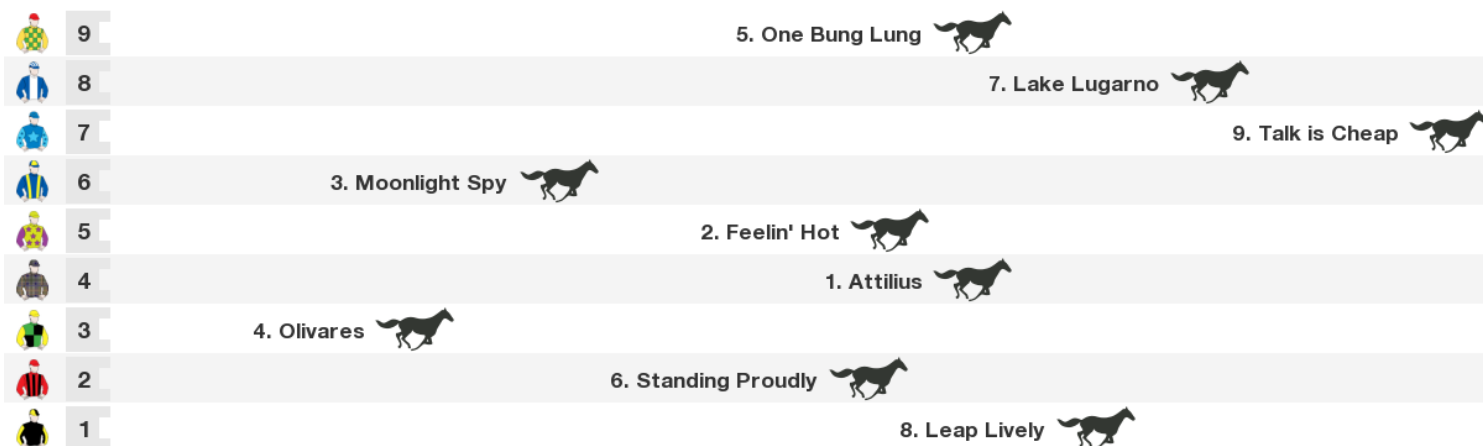 9 5. One Bung Lung
8 7. Lake Lugarno
7 9. Talk is Cheap
6 3. Moonlight Spy
5 2. Feelin' Hot
4 1. Attilius
3 4. Olivares
2 6. Standing Proudly
1 8. Leap Lively